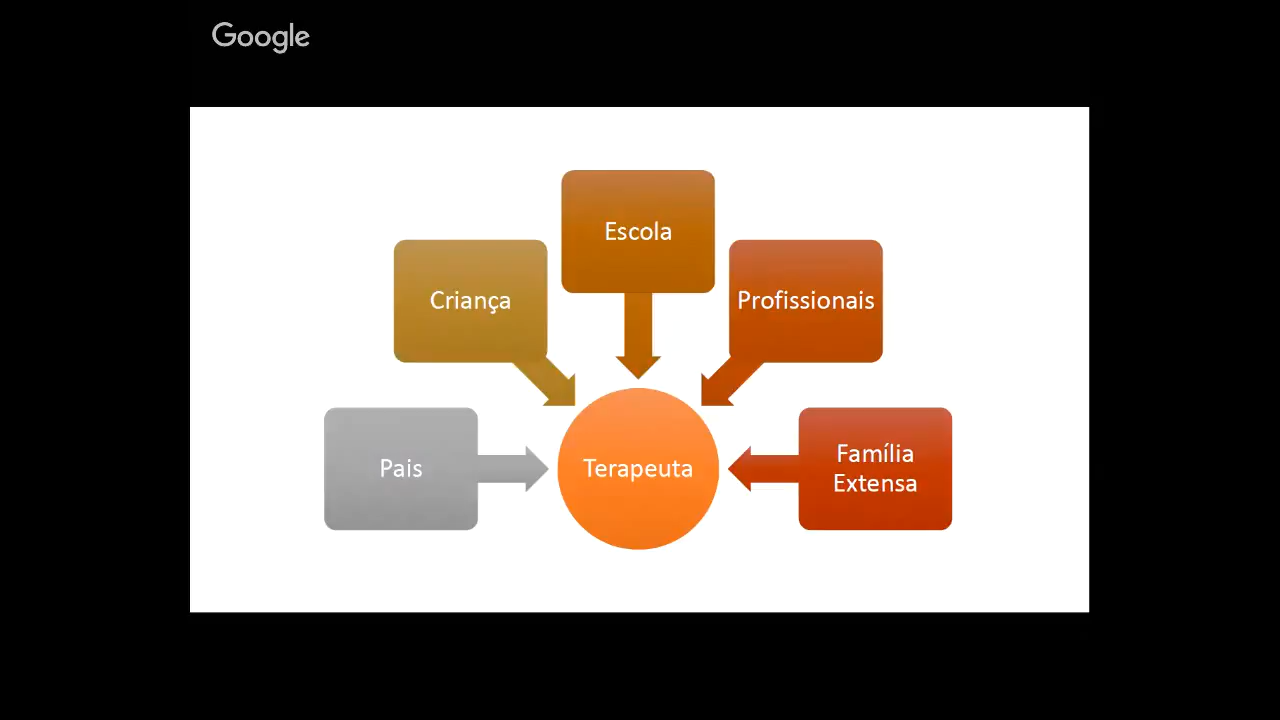 Google
Escola
Criança
Profissionais
Pais
Terapeuta
Família
Extensa